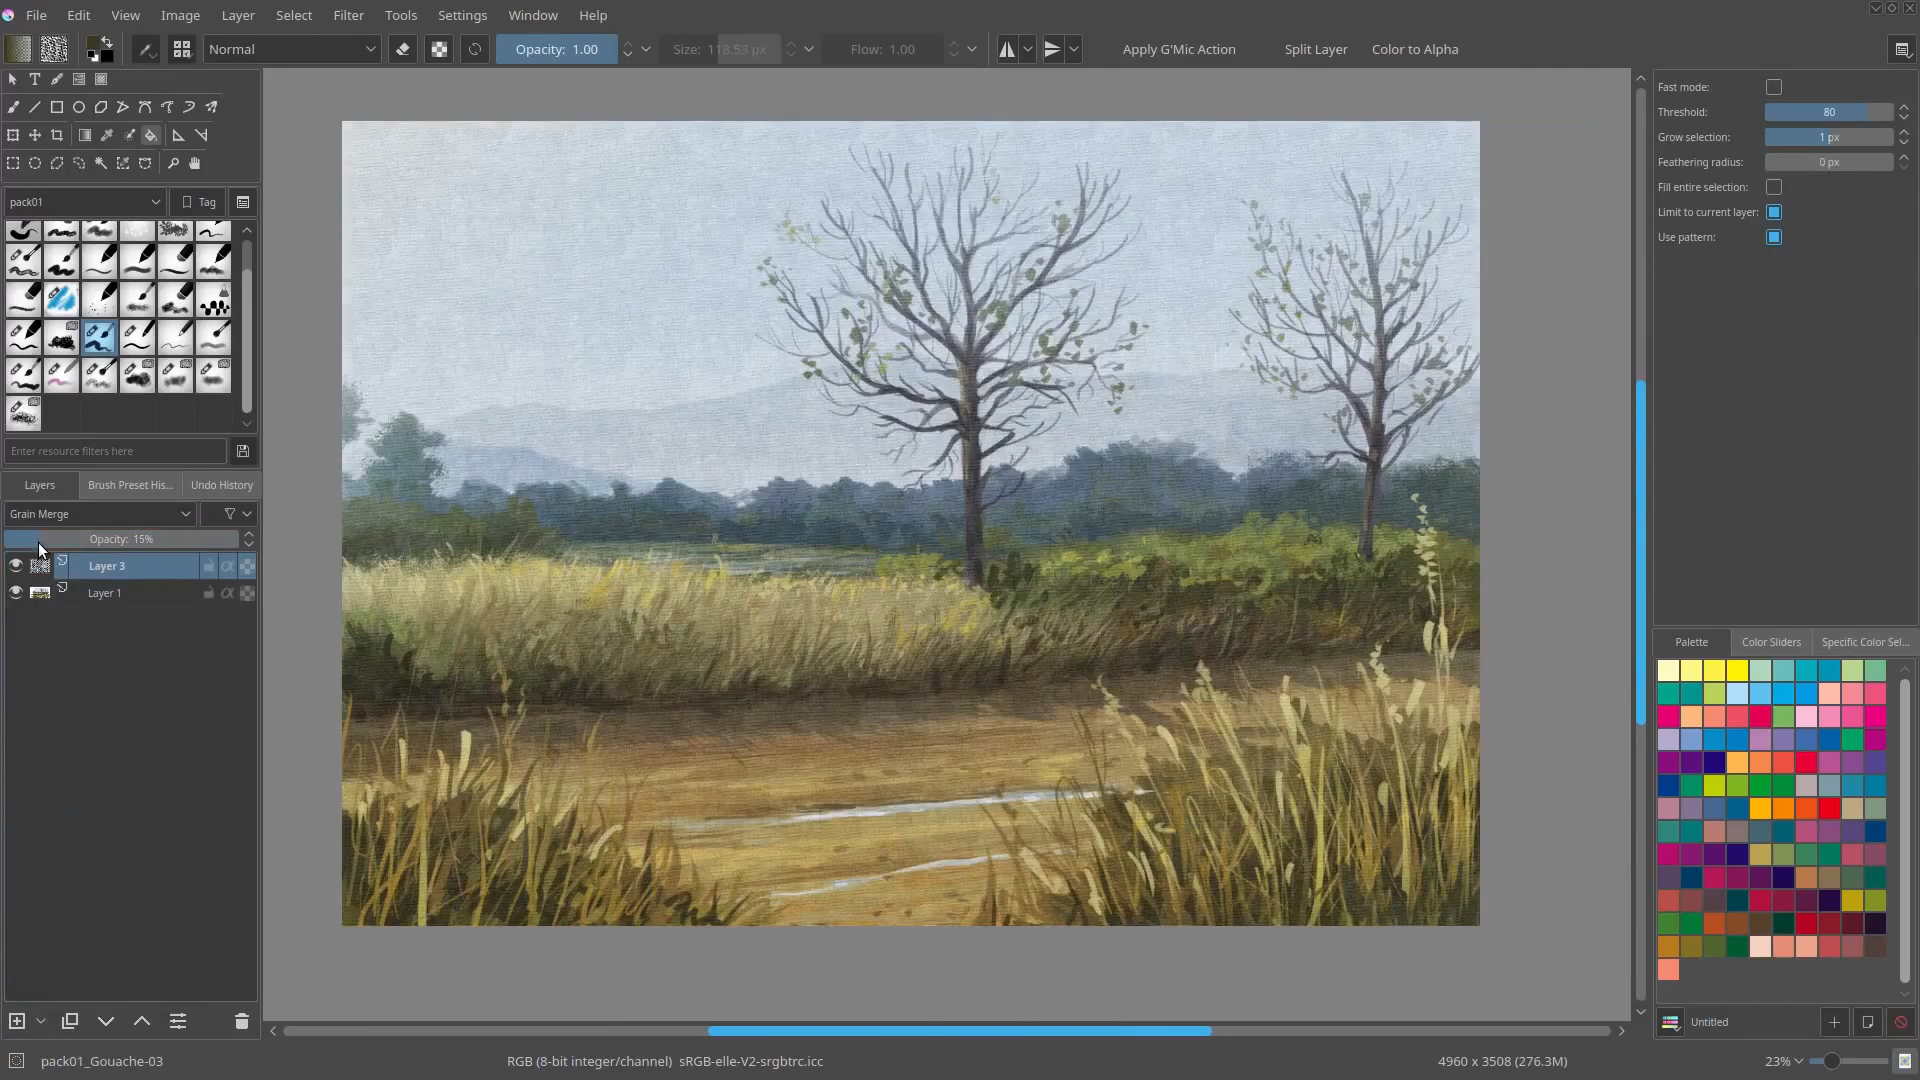 File Edit View Image Layer Select Filter Tools Settings Window Help
Normal Opacity: 1.00 Size: 118.53 px Flow: 1.00 Apply G'Mic Action Split Layer Color to Alpha
pack01 Tag
Enter resource filters here
Layers Brush Preset His... Undo History
Grain Merge
Opacity: 15%
Layer 3
Layer 1
Fast mode:
Threshold: 80
Grow selection: 1 px
Feathering radius: 0 px
Fill entire selection:
Limit to current layer:
Use pattern:
Palette Color Sliders Specific Color Sel...
Untitled
pack01_Gouache-03 RGB (8-bit integer/channel) sRGB-elle-V2-srgbtrc.icc 4960 x 3508 (276.3M) 23%